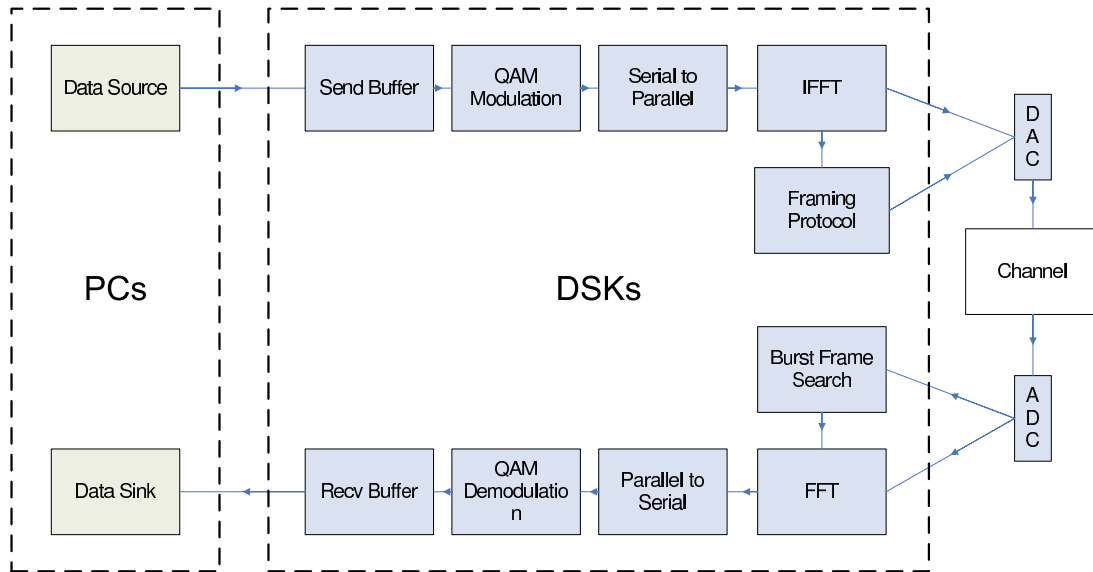 Data Source
Send Buffer
QAM
Modulation
Serial to
Parallel
IFFT
D
A
C
Framing
Protocol
PCs
DSKs
Channel
Burst Frame
Search
A
D
C
Data Sink
Recv Buffer
QAM
Demodulatio
n
Parallel to
Serial
FFT